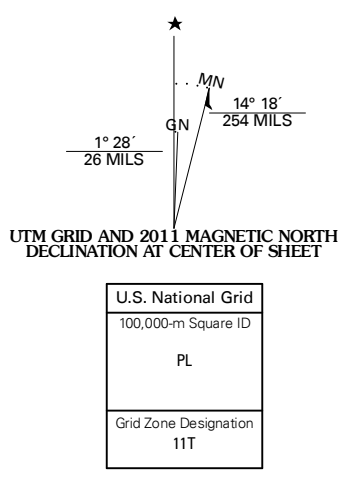 ★
MN
GN
14° 18´
254 MILS
1° 28´
26 MILS
UTM GRID AND 2011 MAGNETIC NORTH
DECLINATION AT CENTER OF SHEET
U.S. National Grid
100,000-m Square ID
PL
Grid Zone Designation
11T